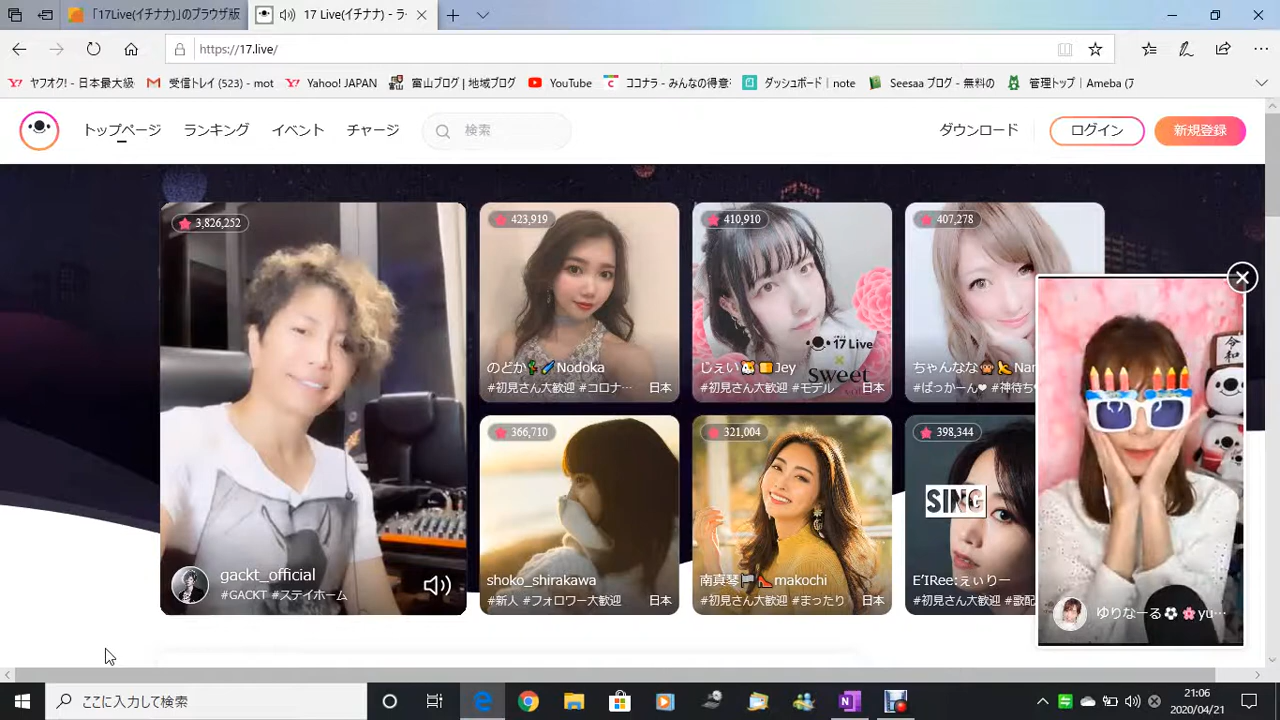 「17Live(イチナナ)」のブラウザ版
17 Live(イチナナ) - ラ
https://17.live/
ヤフオク! - 日本最大級
受信トレイ (523) - mot
Yahoo! JAPAN
富山ブログ | 地域ブログ
YouTube
ココナラ - みんなの得意
ダッシュボード | note
Seesaa ブログ - 無料の
管理トップ | Ameba (ア
トップページ
ランキング
イベント
チャージ
検索
ダウンロード
ログイン
新規登録
3,826,252
423,919
410,910
407,278
17 Live
×
Sweet
令和
のどか🌹🍼Nodoka
じぇい🐹🍞Jey
ちゃんなな🐵🍌Nan
#初見さん大歓迎 #コロナ… 日本
#初見さん大歓迎 #モデル 日本
#ぱっかーん❤ #神待ち
366,710
321,004
398,344
SING
gackt_official
#GACKT #ステイホーム
shoko_shirakawa
南真琴🏳👠makochi
E'IRee:ぇぃりー
#新人 #フォロワー大歓迎 日本
#初見さん大歓迎 #まったり 日本
#初見さん大歓迎 #歌配
ゆりなーる⚽🌸yu…
ここに入力して検索
21:06
2020/04/21